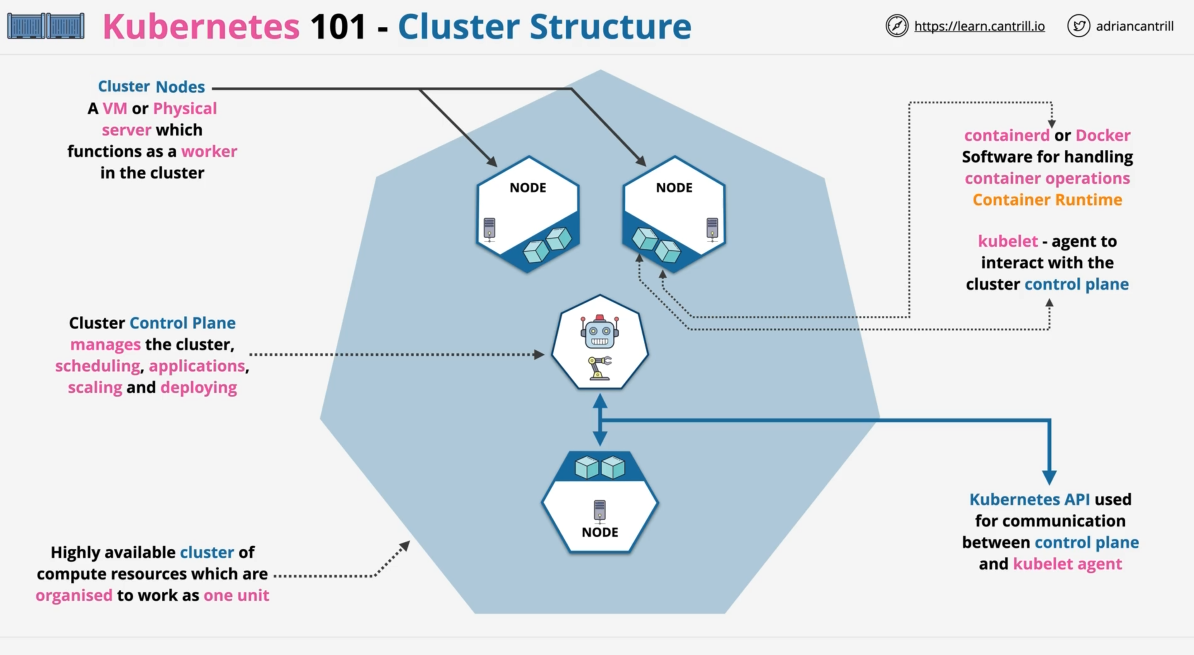 Kubernetes 101 - Cluster Structure
https://learn.cantrill.io
adriancantrill
Cluster Nodes
A VM or Physical
server which
functions as a worker
in the cluster
NODE
NODE
containerd or Docker
Software for handling
container operations
Container Runtime
kubelet - agent to
interact with the
cluster control plane
Cluster Control Plane
manages the cluster,
scheduling, applications,
scaling and deploying
NODE
Kubernetes API used
for communication
between control plane
and kubelet agent
Highly available cluster of
compute resources which are
organised to work as one unit